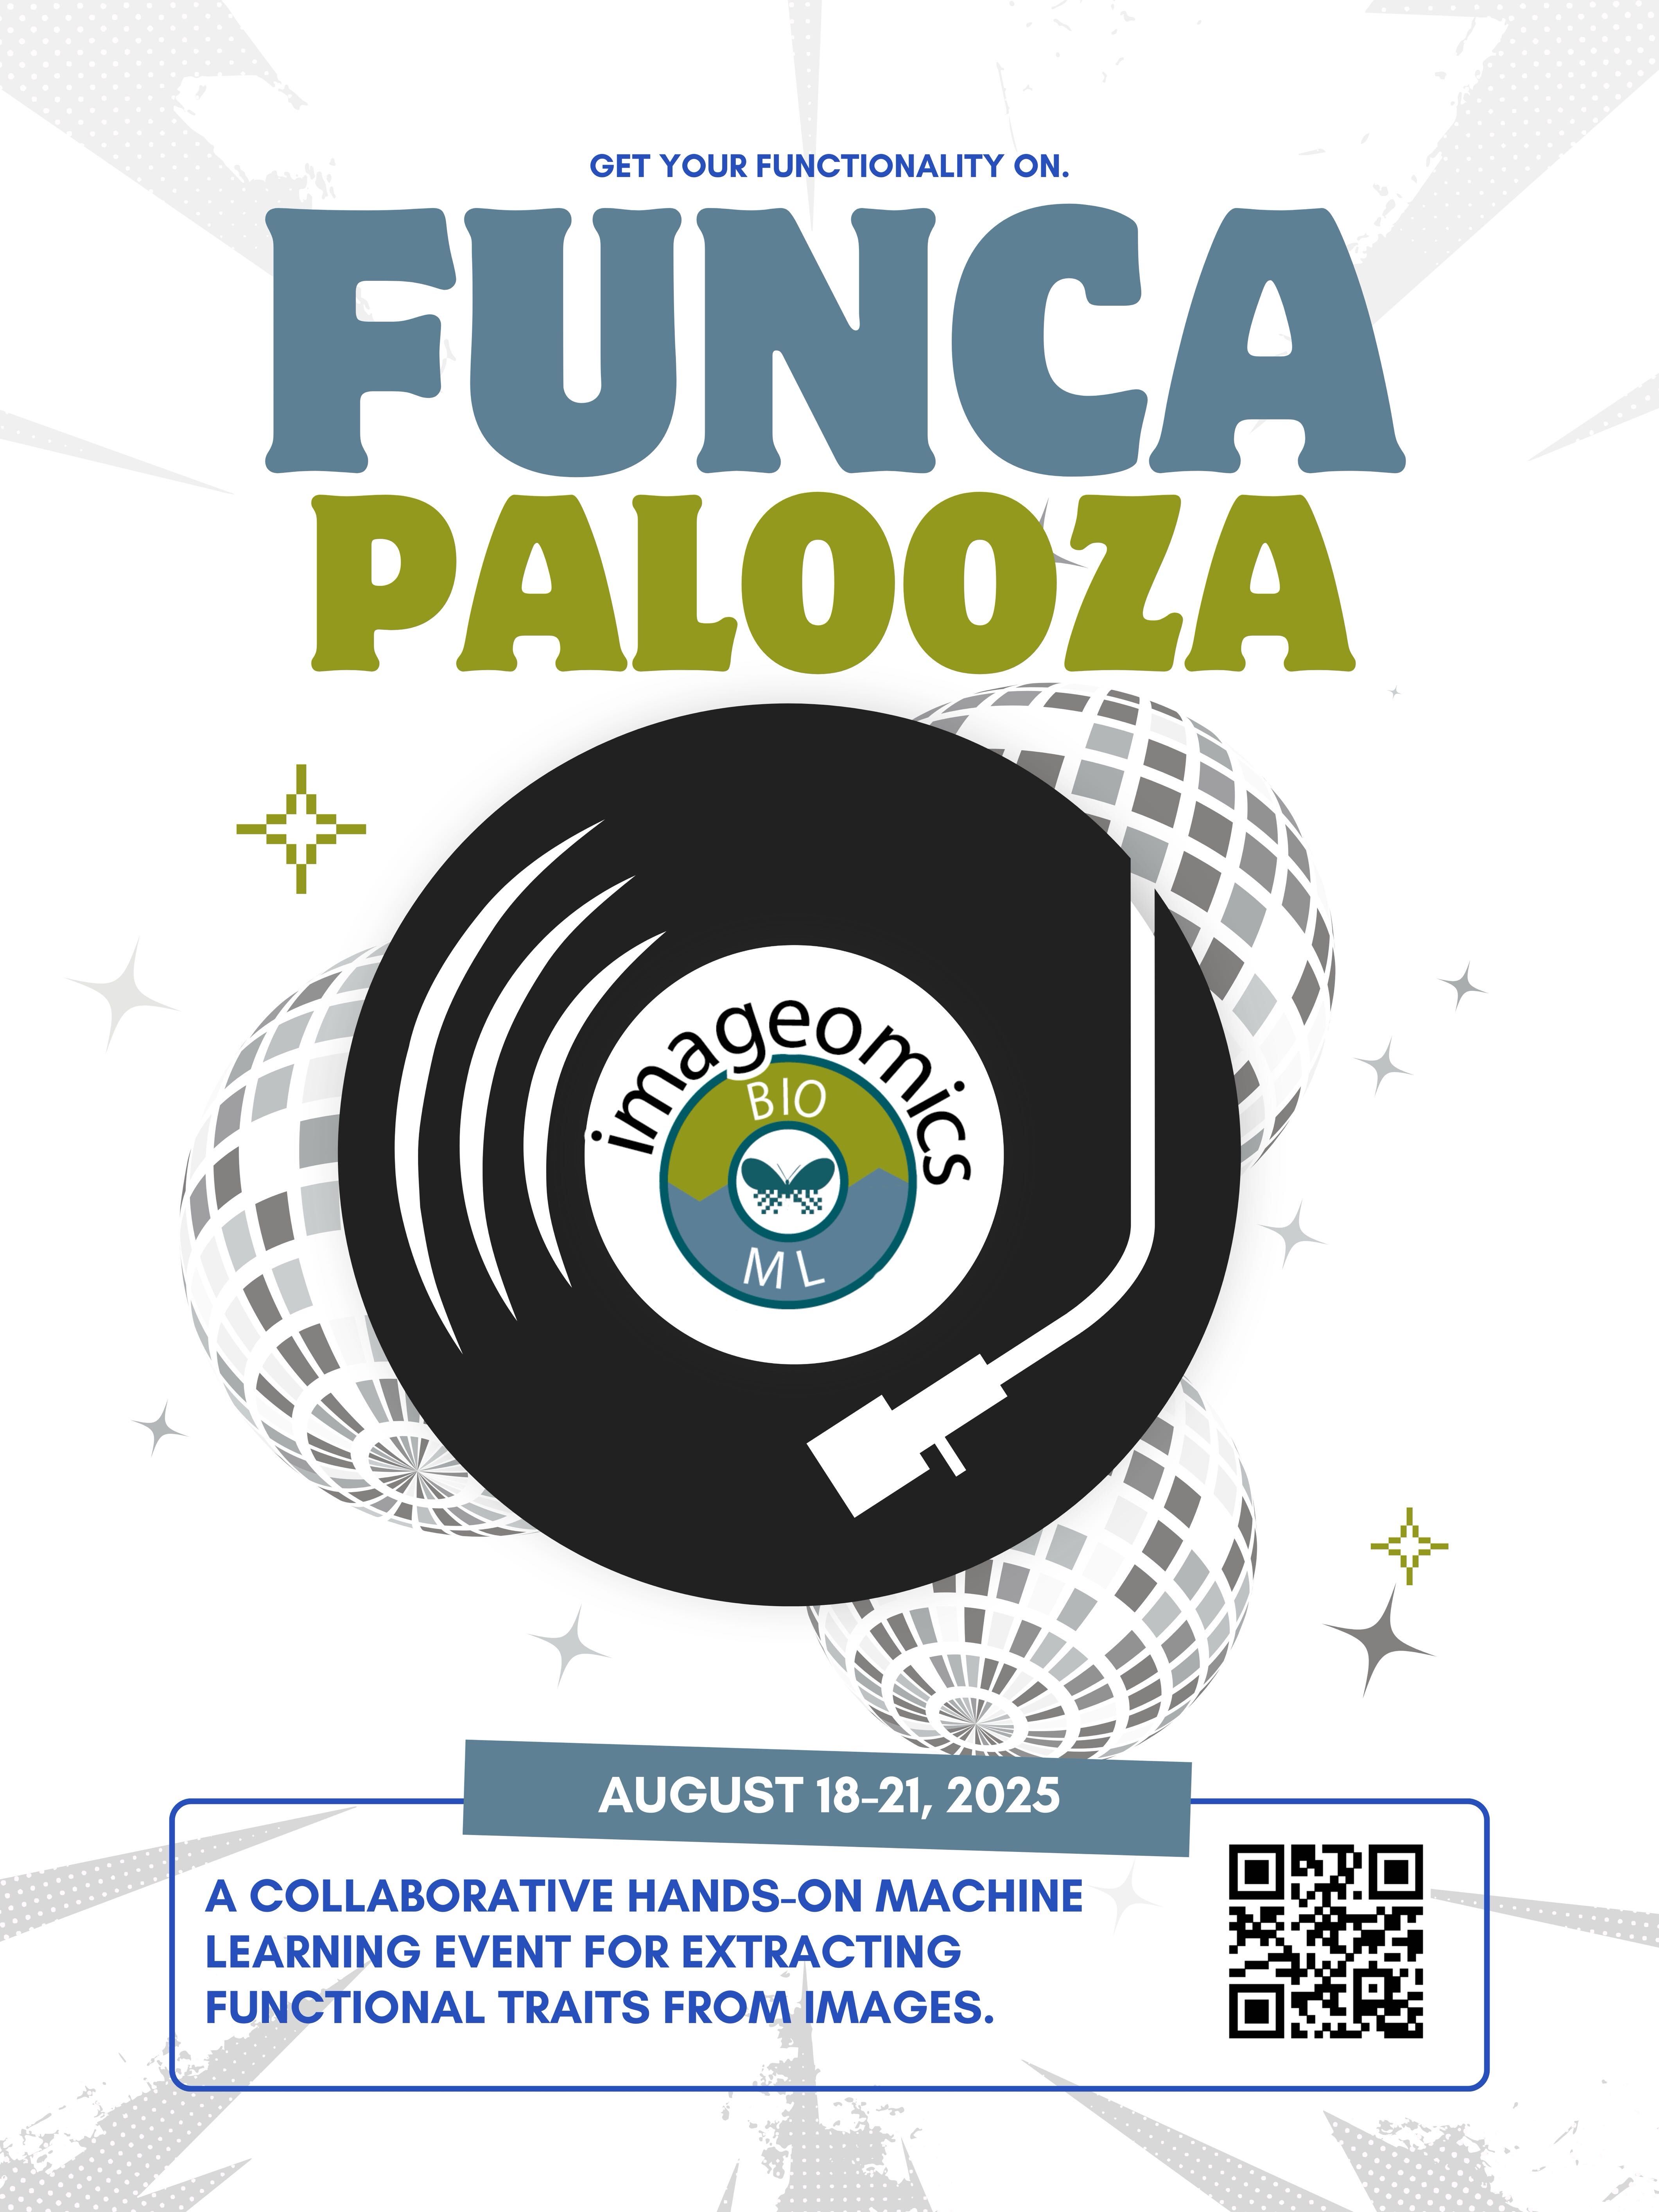 GET YOUR FUNCTIONALITY ON.
FUNCA
PALOOZA
imageomics
BIO
ML
AUGUST 18-21, 2025
A COLLABORATIVE HANDS-ON MACHINE
LEARNING EVENT FOR EXTRACTING
FUNCTIONAL TRAITS FROM IMAGES.